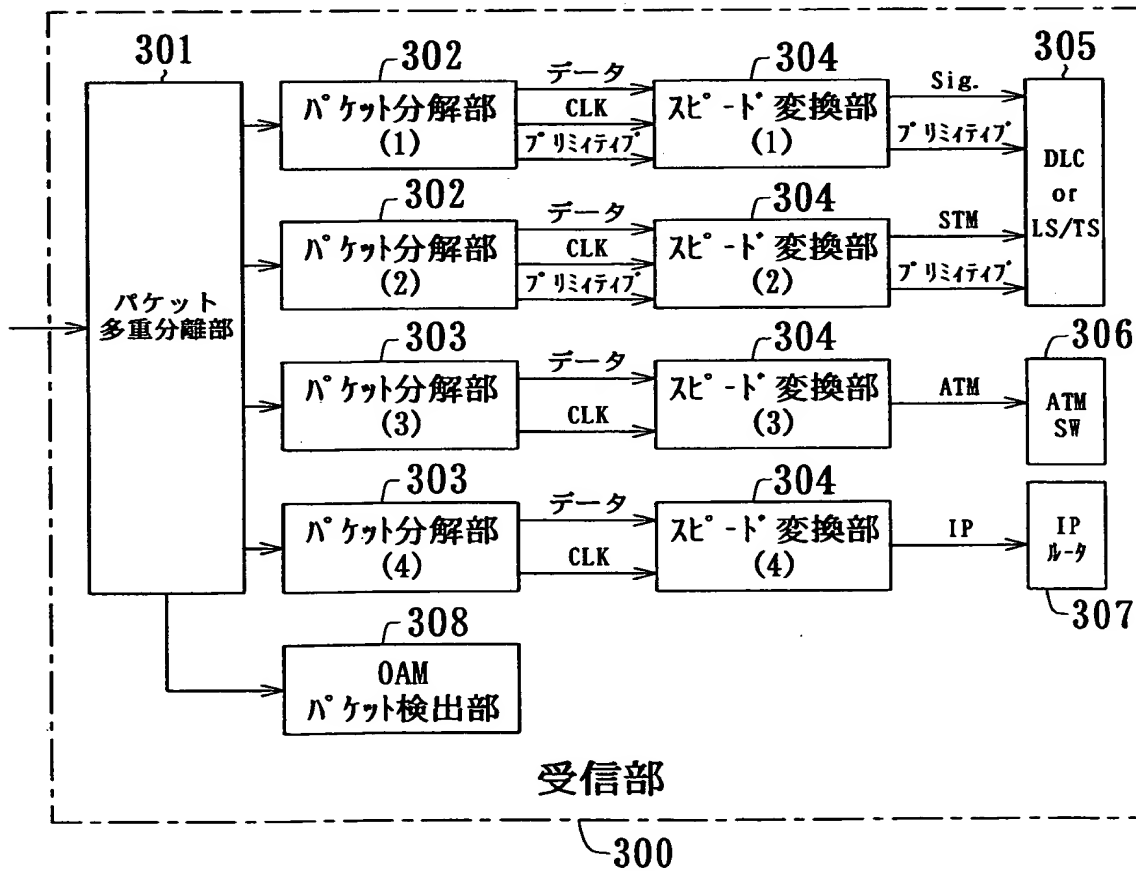 301
パケット
多重分離部
302
データ
304
Sig.
305
パケット分解部
(1)
CLK
プリミィティブ
スピード変換部
(1)
プリミィティブ
DLC
or
LS/TS
302
データ
304
STM
パケット分解部
(2)
CLK
プリミィティブ
スピード変換部
(2)
プリミィティブ
303
データ
304
ATM
306
パケット分解部
(3)
CLK
スピード変換部
(3)
ATM
SW
303
データ
304
IP
パケット分解部
(4)
CLK
スピード変換部
(4)
IP
ルータ
307
308
OAM
パケット検出部
受信部
300